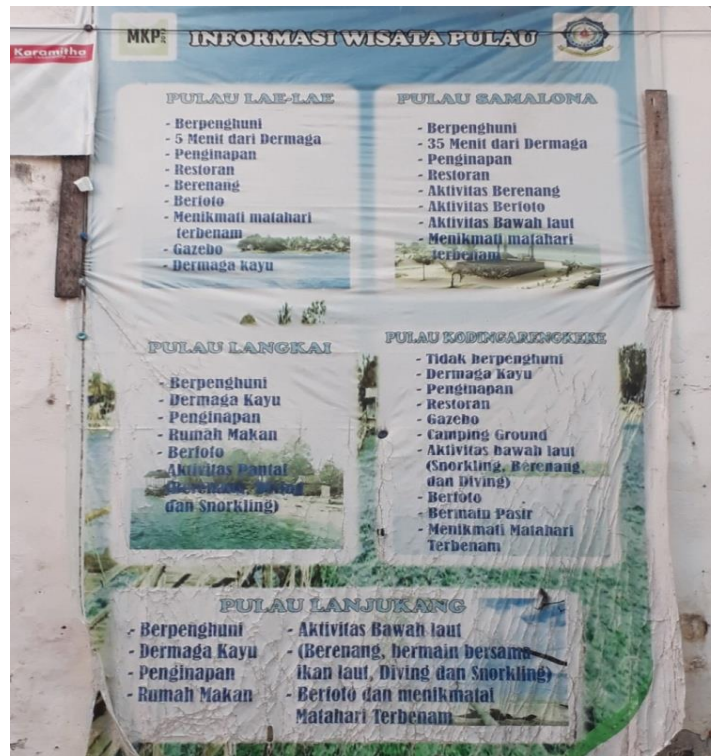 MKP
INFORMASI WISATA PULAU
Karamitha
PULAU LAE-LAE
- Berpenghuni
- 5 Menit dari Dermaga
- Penginapan
- Restoran
- Berenang
- Berfoto
- Menikmati matahari
terbenam
- Gazebo
- Dermaga kayu
PULAU SAMALONA
- Berpenghuni
- 35 Menit dari Dermaga
- Penginapan
- Restoran
- Aktivitas Berenang
- Aktivitas Berfoto
- Aktivitas Bawah laut
- Menikmati matahari
terbenam
PULAU LANGKAI
- Berpenghuni
- Dermaga Kayu
- Penginapan
- Rumah Makan
- Berfoto
- Aktivitas Pantai
(Berenang, Diving
dan Snorkling)
PULAU KODINGARENGKEKE
- Tidak berpenghuni
- Dermaga Kayu
- Penginapan
- Restoran
- Gazebo
- Camping Ground
- Aktivitas bawah laut
(Snorkling, Berenang,
dan Diving)
- Berfoto
- Bermain Pasir
- Menikmati Matahari
Terbenam
PULAU LANJUKANG
- Berpenghuni
- Dermaga Kayu
- Penginapan
- Rumah Makan
- Aktivitas Bawah laut
- (Berenang, bermain bersama
ikan laut, Diving dan Snorkling)
- Berfoto dan menikmatai
Matahari Terbenam